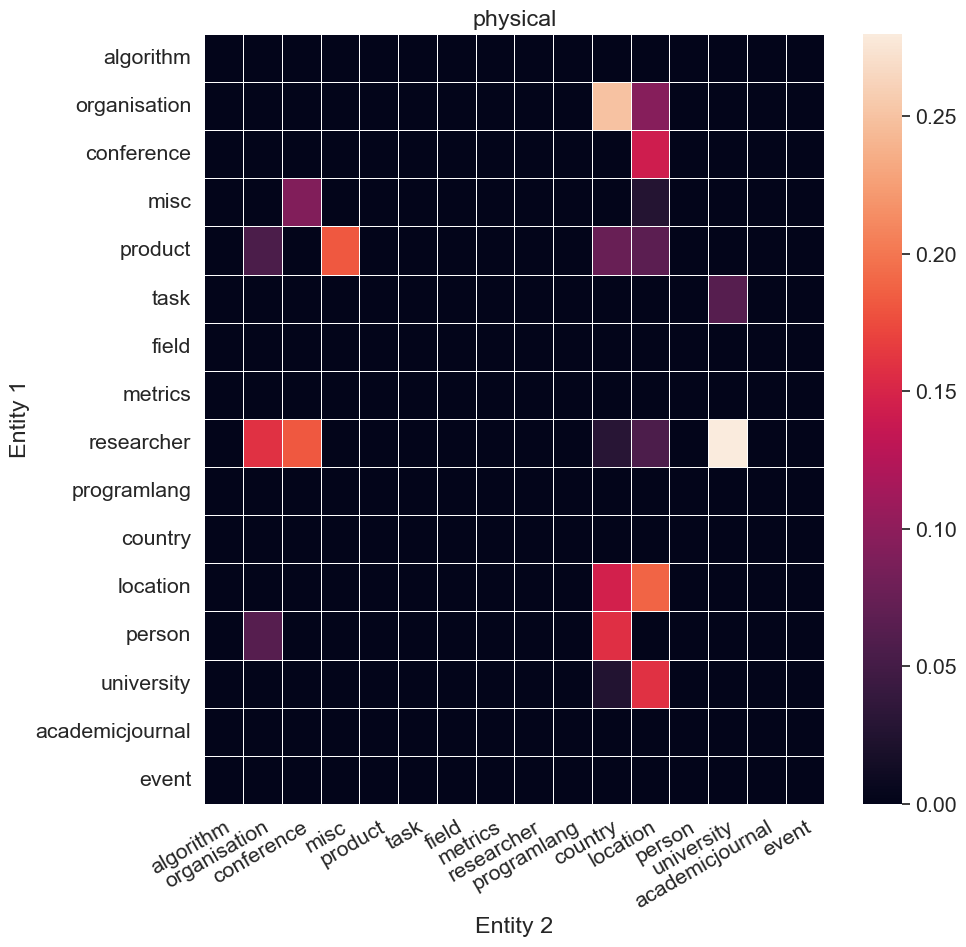 physical
algorithm
organisation
conference
misc
product
task
field
metrics
researcher
programlang
country
location
person
university
academicjournal
event
Entity 1
algorithm
organisation
conference
misc
product
task
field
metrics
researcher
programlang
country
location
person
university
academicjournal
event
Entity 2
0.25
0.20
0.15
0.10
0.05
0.00